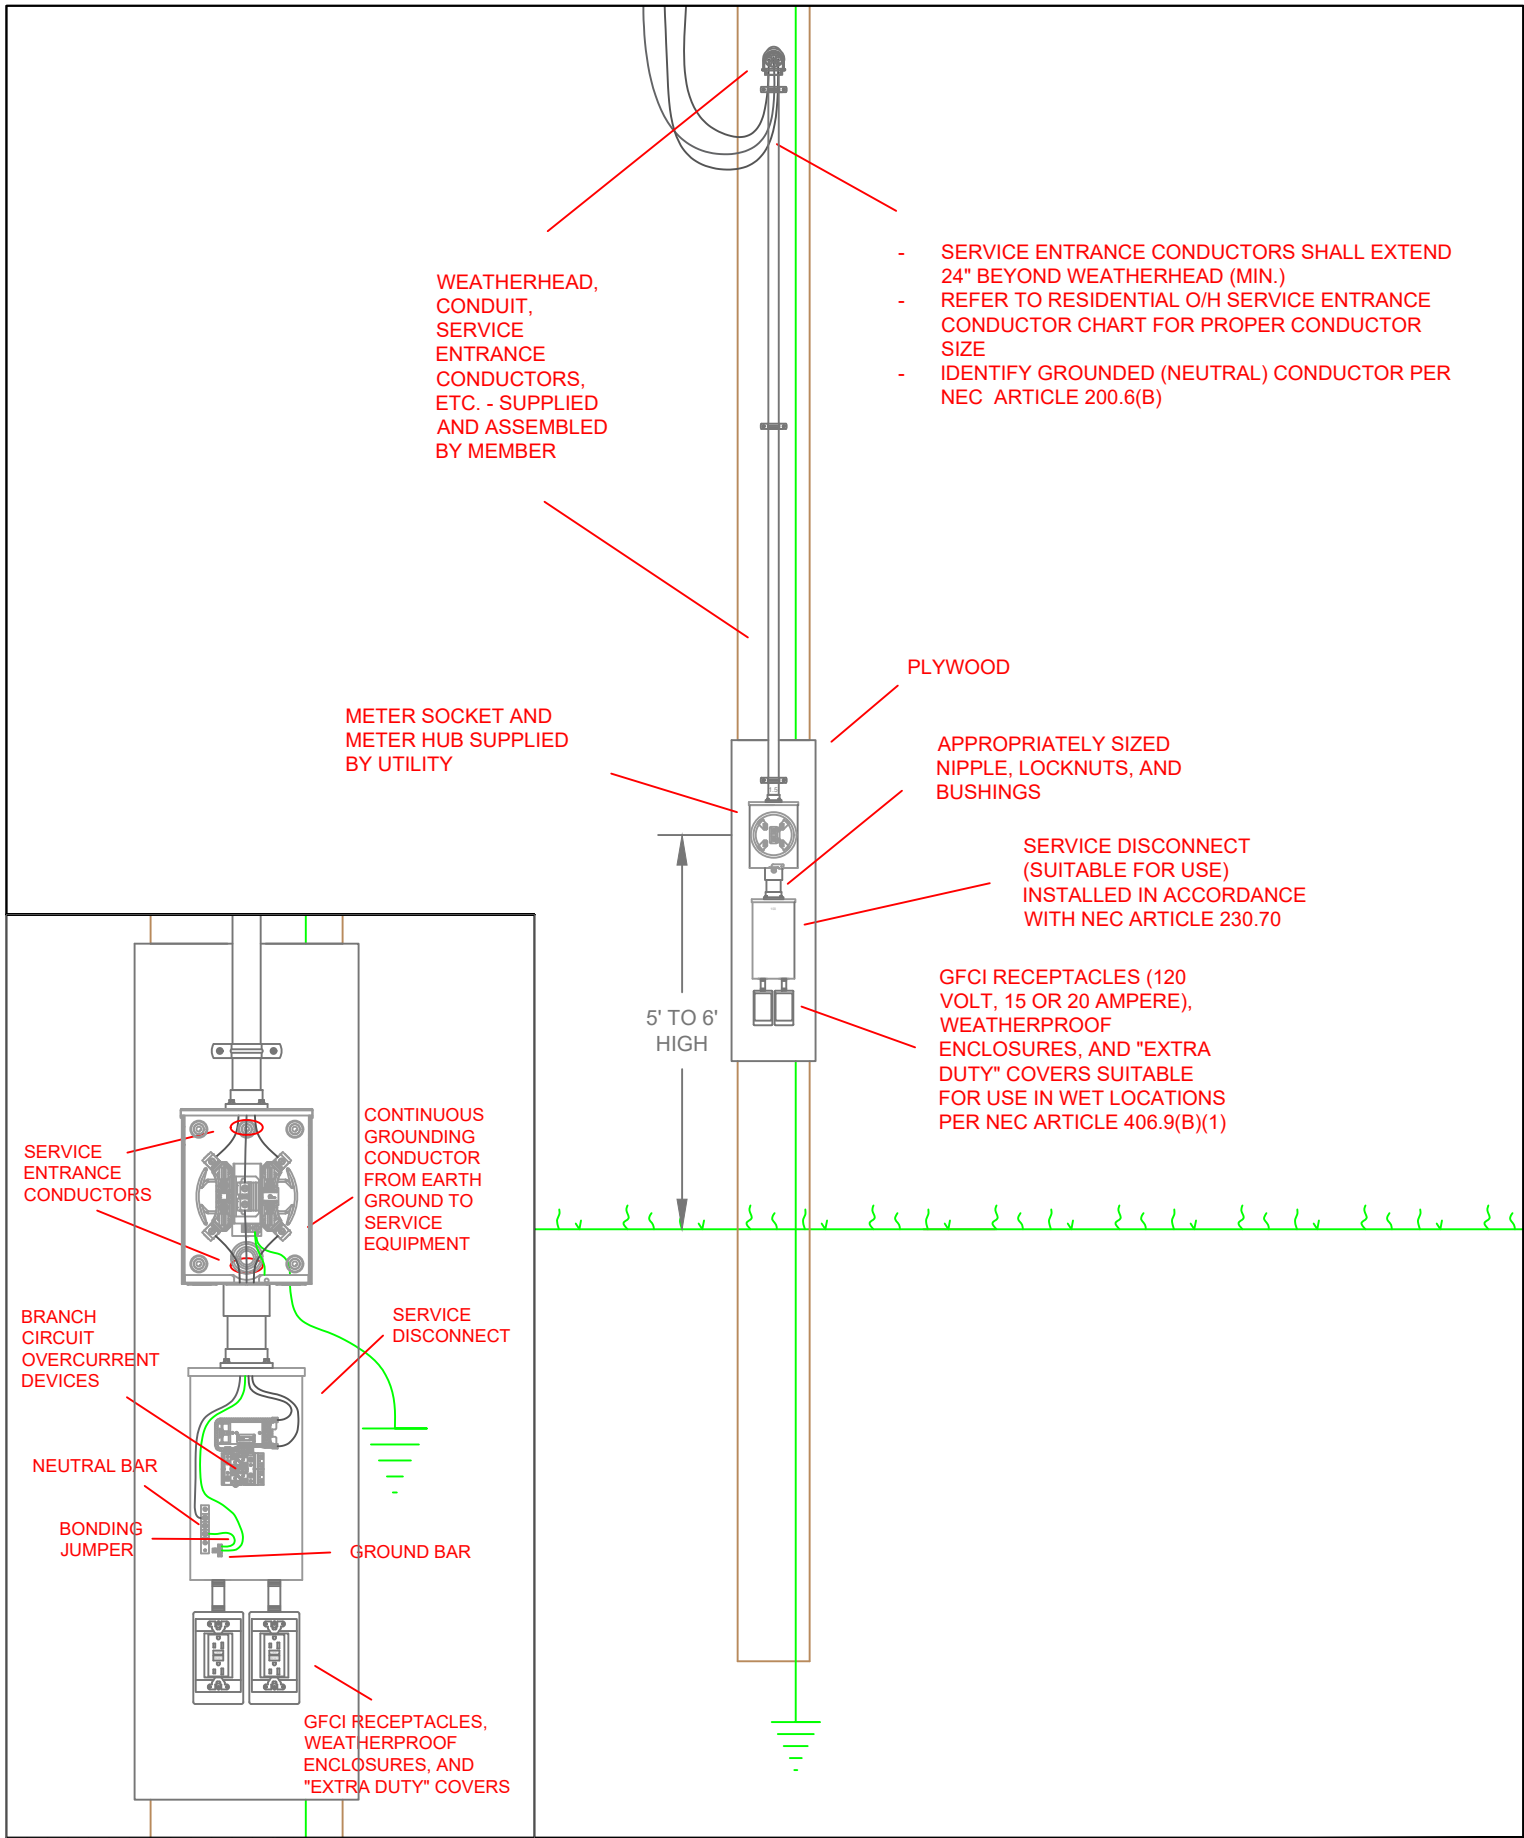 WEATHERHEAD,
CONDUIT,
SERVICE
ENTRANCE
CONDUCTORS,
ETC. - SUPPLIED
AND ASSEMBLED
BY MEMBER
- SERVICE ENTRANCE CONDUCTORS SHALL EXTEND
24" BEYOND WEATHERHEAD (MIN.)
- REFER TO RESIDENTIAL O/H SERVICE ENTRANCE
CONDUCTOR CHART FOR PROPER CONDUCTOR
SIZE
- IDENTIFY GROUNDED (NEUTRAL) CONDUCTOR PER
NEC ARTICLE 200.6(B)
PLYWOOD
METER SOCKET AND
METER HUB SUPPLIED
BY UTILITY
APPROPRIATELY SIZED
NIPPLE, LOCKNUTS, AND
BUSHINGS
1.5
SERVICE DISCONNECT
(SUITABLE FOR USE)
INSTALLED IN ACCORDANCE
WITH NEC ARTICLE 230.70
GFCI RECEPTACLES (120
VOLT, 15 OR 20 AMPERE),
WEATHERPROOF
ENCLOSURES, AND "EXTRA
DUTY" COVERS SUITABLE
FOR USE IN WET LOCATIONS
PER NEC ARTICLE 406.9(B)(1)
5' TO 6'
HIGH
SERVICE
ENTRANCE
CONDUCTORS
CONTINUOUS
GROUNDING
CONDUCTOR
FROM EARTH
GROUND TO
SERVICE
EQUIPMENT
BRANCH
CIRCUIT
OVERCURRENT
DEVICES
SERVICE
DISCONNECT
NEUTRAL BAR
BONDING
JUMPER
GROUND BAR
GFCI RECEPTACLES,
WEATHERPROOF
ENCLOSURES, AND
"EXTRA DUTY" COVERS